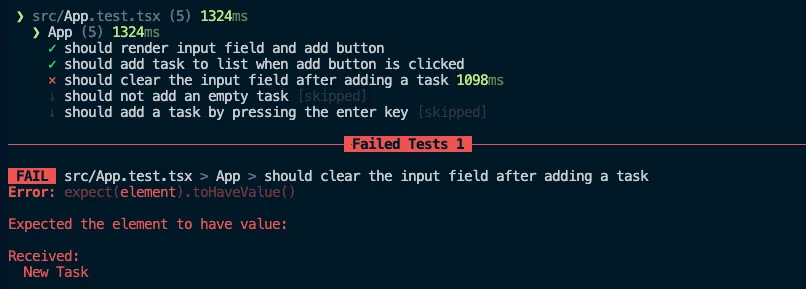 ❯ src/App.test.tsx (5) 1324ms
❯ App (5) 1324ms
✓ should render input field and add button
✓ should add task to list when add button is clicked
× should clear the input field after adding a task 1098ms
↓ should not add an empty task [skipped]
↓ should add a task by pressing the enter key [skipped]
Failed Tests 1
FAIL src/App.test.tsx > App > should clear the input field after adding a task
Error: expect(element).toHaveValue()
Expected the element to have value:
Received:
New Task